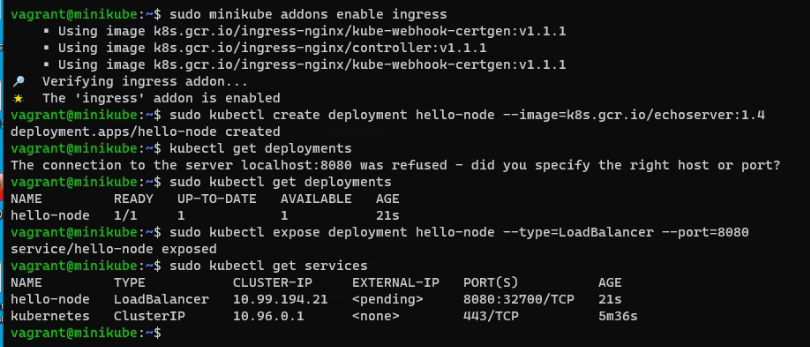 vagrant@minikube:~$ sudo minikube addons enable ingress
▪ Using image k8s.gcr.io/ingress-nginx/kube-webhook-certgen:v1.1.1
▪ Using image k8s.gcr.io/ingress-nginx/controller:v1.1.1
▪ Using image k8s.gcr.io/ingress-nginx/kube-webhook-certgen:v1.1.1
🔎 Verifying ingress addon...
🌟 The 'ingress' addon is enabled
vagrant@minikube:~$ sudo kubectl create deployment hello-node --image=k8s.gcr.io/echoserver:1.4
deployment.apps/hello-node created
vagrant@minikube:~$ kubectl get deployments
The connection to the server localhost:8080 was refused - did you specify the right host or port?
vagrant@minikube:~$ sudo kubectl get deployments
NAME         READY   UP-TO-DATE   AVAILABLE   AGE
hello-node   1/1     1            1           21s
vagrant@minikube:~$ sudo kubectl expose deployment hello-node --type=LoadBalancer --port=8080
service/hello-node exposed
vagrant@minikube:~$ sudo kubectl get services
NAME         TYPE           CLUSTER-IP     EXTERNAL-IP   PORT(S)          AGE
hello-node   LoadBalancer   10.99.194.21   <pending>     8080:32700/TCP   21s
kubernetes   ClusterIP      10.96.0.1      <none>        443/TCP          5m36s
vagrant@minikube:~$